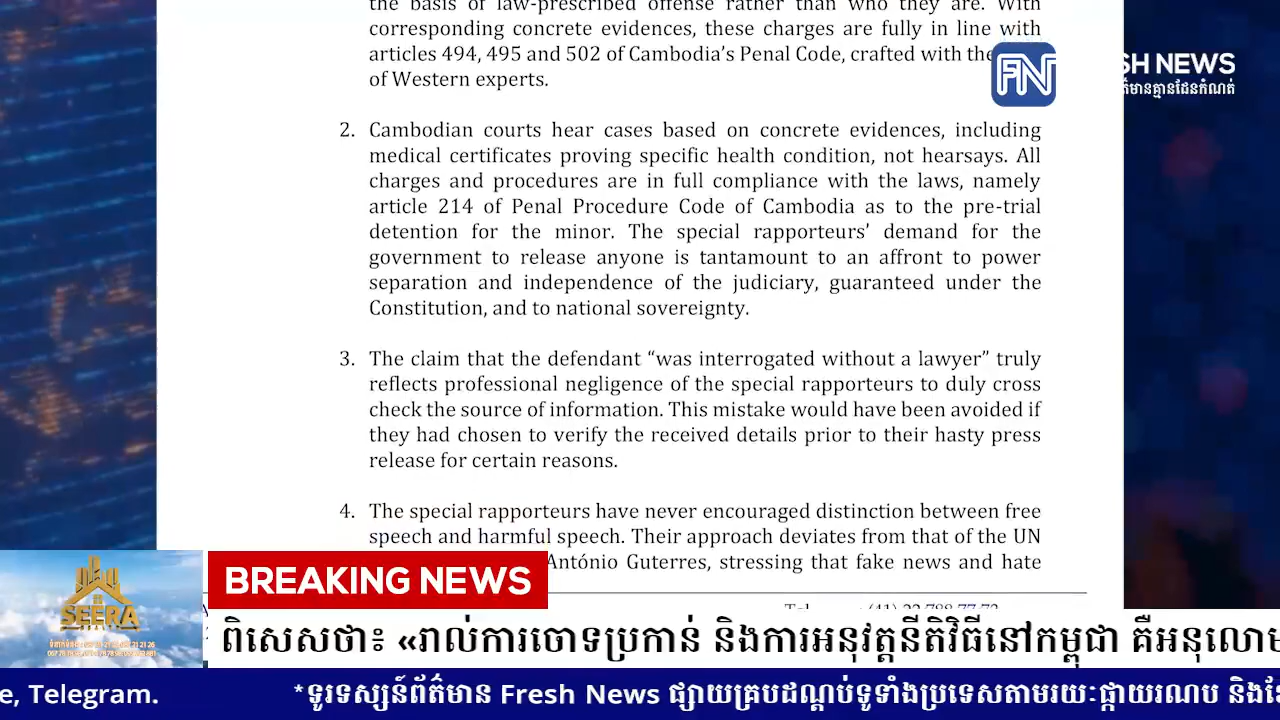 the basis of law-prescribed offense rather than who they are. With
corresponding concrete evidences, these charges are fully in line with
articles 494, 495 and 502 of Cambodia's Penal Code, crafted with the
of Western experts.
FN
SH NEWS
2. Cambodian courts hear cases based on concrete evidences, including
medical certificates proving specific health condition, not hearsays. All
charges and procedures are in full compliance with the laws, namely
article 214 of Penal Procedure Code of Cambodia as to the pre-trial
detention for the minor. The special rapporteurs' demand for the
government to release anyone is tantamount to an affront to power
separation and independence of the judiciary, guaranteed under the
Constitution, and to national sovereignty.
3. The claim that the defendant “was interrogated without a lawyer” truly
reflects professional negligence of the special rapporteurs to duly cross
check the source of information. This mistake would have been avoided if
they had chosen to verify the received details prior to their hasty press
release for certain reasons.
4. The special rapporteurs have never encouraged distinction between free
speech and harmful speech. Their approach deviates from that of the UN
António Guterres, stressing that fake news and hate
SEERA
BREAKING NEWS
ពិសេសថា៖ «រាល់ការចោទប្រកាន់ និងការអនុវត្តនីតិវិធីនៅកម្ពុជា គឺអនុលោម
e, Telegram. *ទូរទស្សន៍ព័ត៌មាន Fresh News ផ្សាយគ្របដណ្តប់ទូទាំងប្រទេសតាមរយៈផ្កាយរណប និងខ្សែ